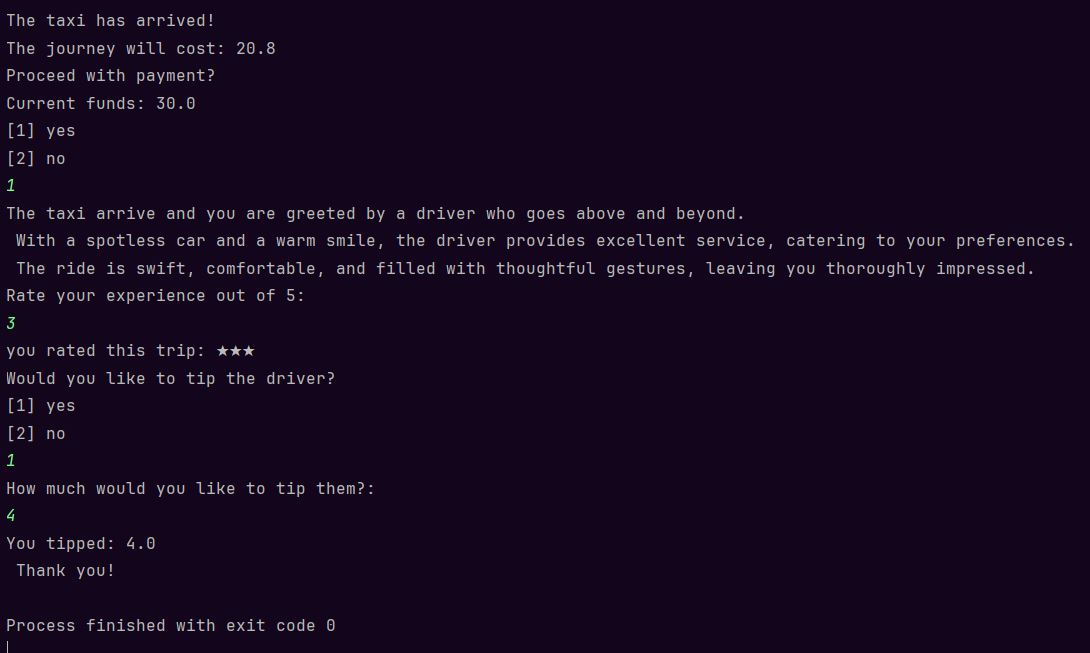 The taxi has arrived!
The journey will cost: 20.8
Proceed with payment?
Current funds: 30.0
[1] yes
[2] no
1
The taxi arrive and you are greeted by a driver who goes above and beyond.
With a spotless car and a warm smile, the driver provides excellent service, catering to your preferences.
The ride is swift, comfortable, and filled with thoughtful gestures, leaving you thoroughly impressed.
Rate your experience out of 5:
3
you rated this trip: ★★★
Would you like to tip the driver?
[1] yes
[2] no
1
How much would you like to tip them?:
4
You tipped: 4.0
Thank you!
Process finished with exit code 0